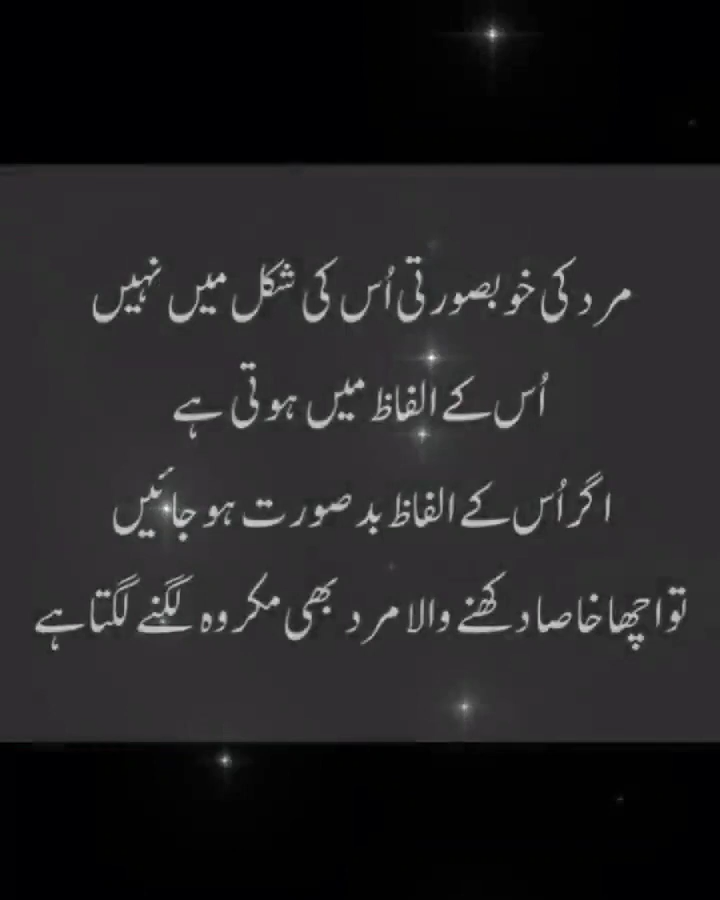 مرد کی خوبصورتی اُس کی شکل میں نہیں
اُس کے الفاظ میں ہوتی ہے
اگر اُس کے الفاظ بد صورت ہو جائیں
تو اچھا خاصا دکھنے والا مرد بھی مکروہ لگنے لگتا ہے